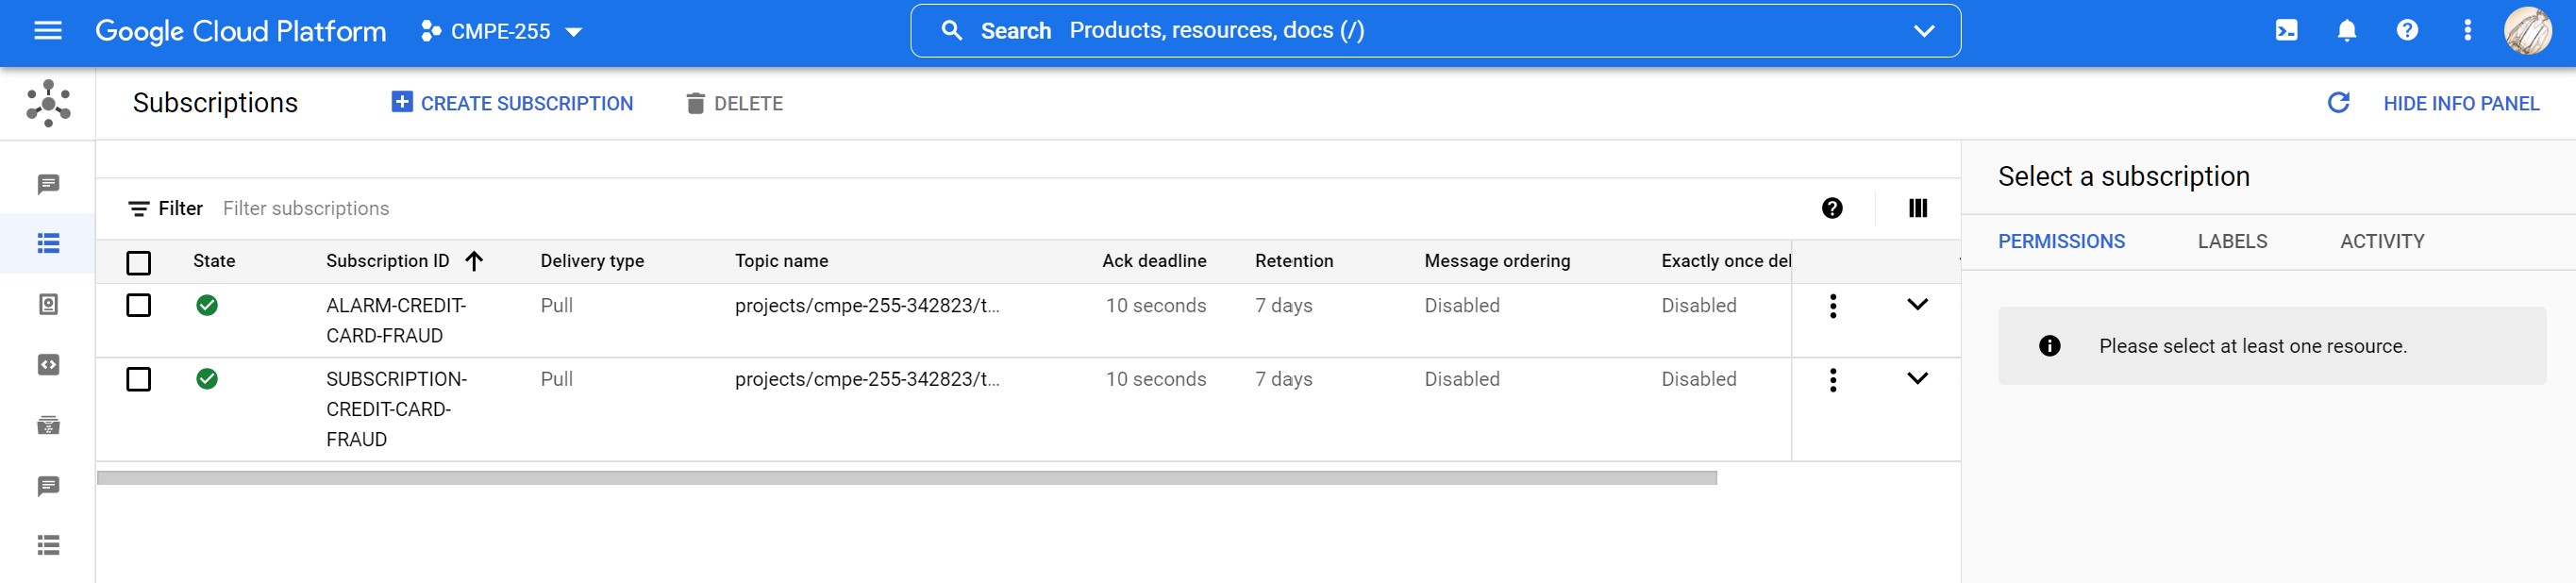 Google Cloud Platform CMPE-255 Search Products, resources, docs (/)
Subscriptions CREATE SUBSCRIPTION DELETE HIDE INFO PANEL
Select a subscription
Filter Filter subscriptions
PERMISSIONS LABELS ACTIVITY
State Subscription ID Delivery type Topic name Ack deadline Retention Message ordering Exactly once del
ALARM-CREDIT- Pull projects/cmpe-255-342823/t... 10 seconds 7 days Disabled Disabled
CARD-FRAUD
Please select at least one resource.
SUBSCRIPTION- Pull projects/cmpe-255-342823/t... 10 seconds 7 days Disabled Disabled
CREDIT-CARD-
FRAUD